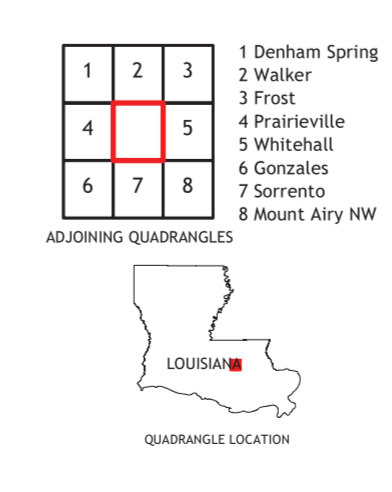 1 2 3
4 5
6 7 8
1 Denham Spring
2 Walker
3 Frost
4 Prairieville
5 Whitehall
6 Gonzales
7 Sorrento
8 Mount Airy NW
ADJOINING QUADRANGLES
LOUISIANA
QUADRANGLE LOCATION